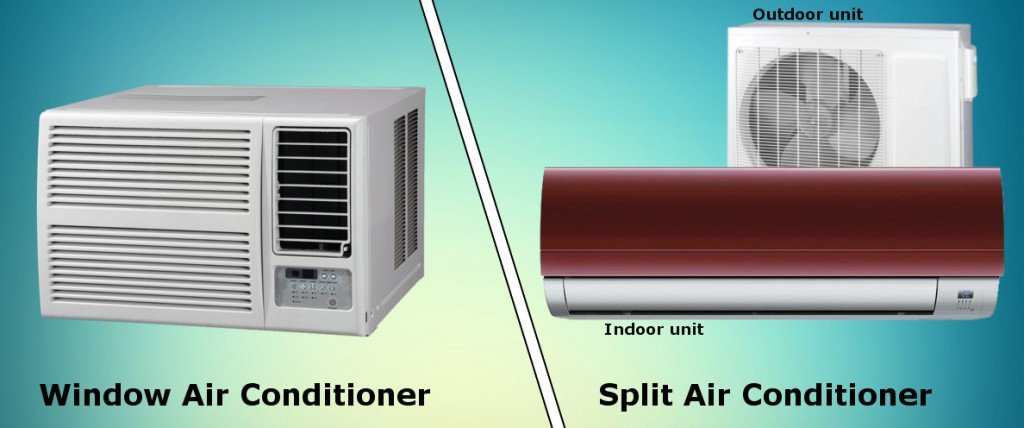 Outdoor unit
Indoor unit
Window Air Conditioner
Split Air Conditioner